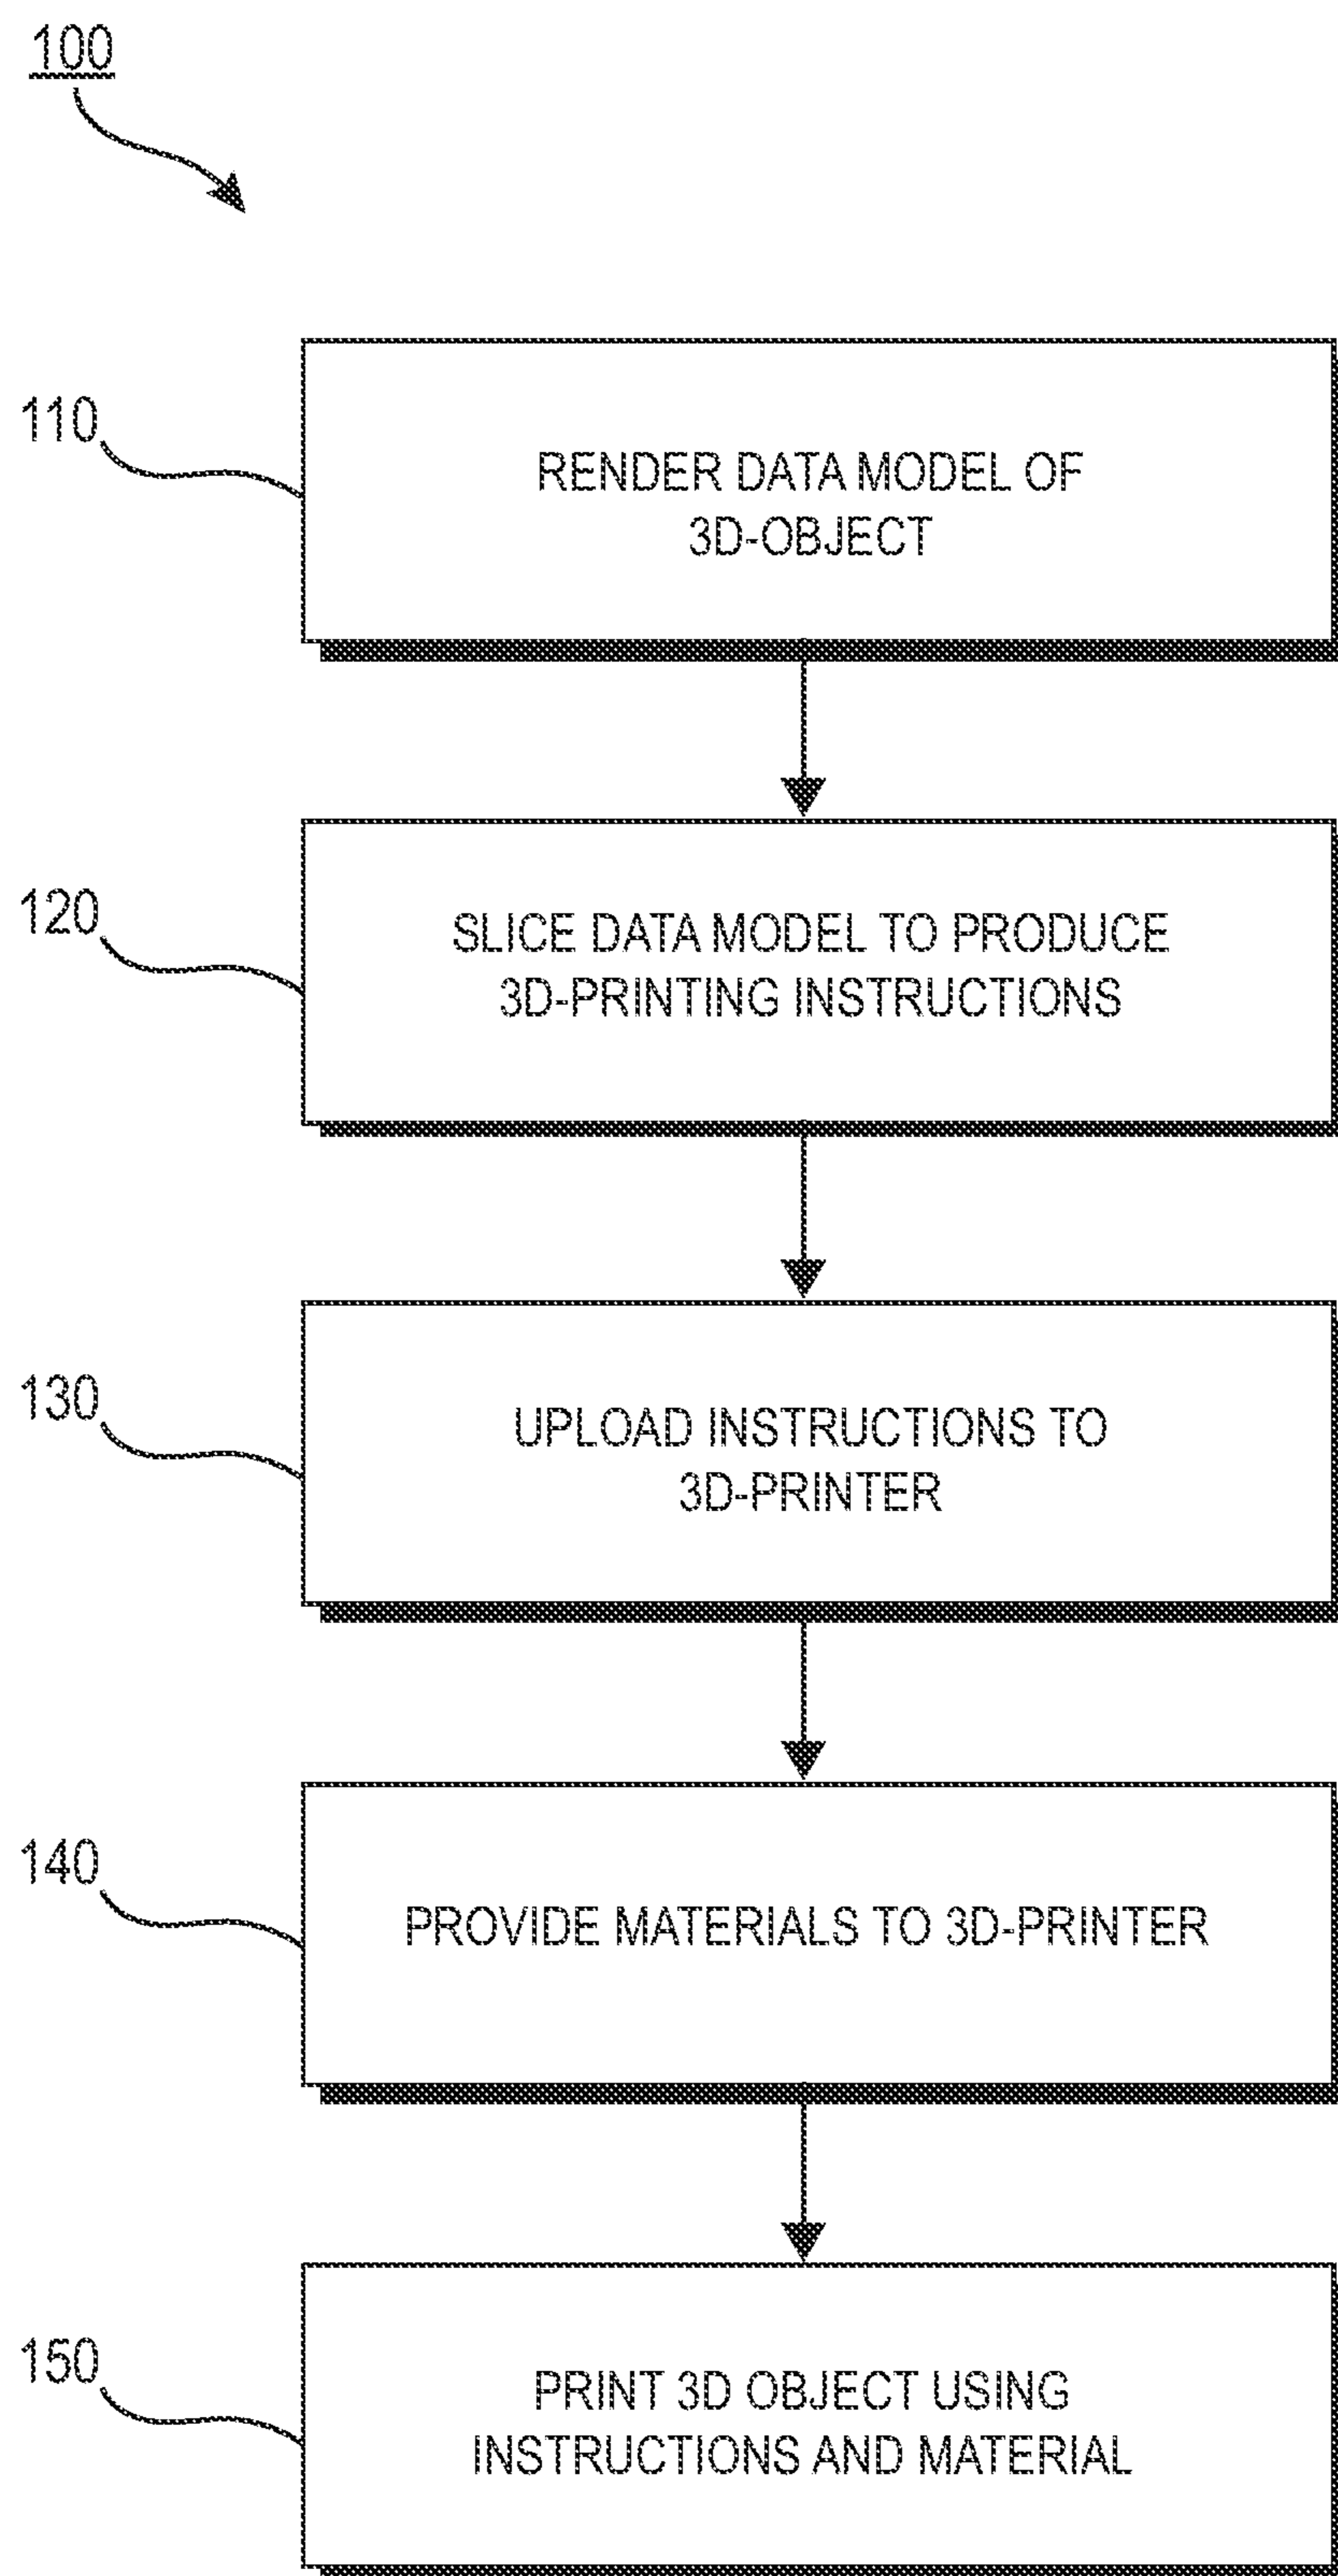 100
110
RENDER DATA MODEL OF
3D-OBJECT
120
SLICE DATA MODEL TO PRODUCE
3D-PRINTING INSTRUCTIONS
130
UPLOAD INSTRUCTIONS TO
3D-PRINTER
140
PROVIDE MATERIALS TO 3D-PRINTER
150
PRINT 3D OBJECT USING
INSTRUCTIONS AND MATERIAL